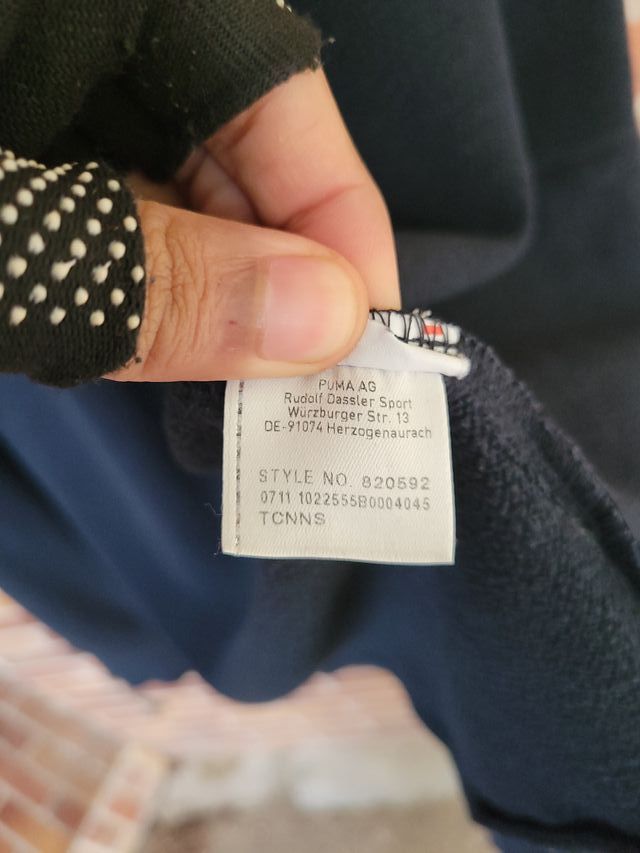 PUMA AG
Rudolf Dassler Sport
Würzburger Str. 13
DE-91074 Herzogenaurach
STYLE NO. 820592
0711 1022555B0004045
TCNNS